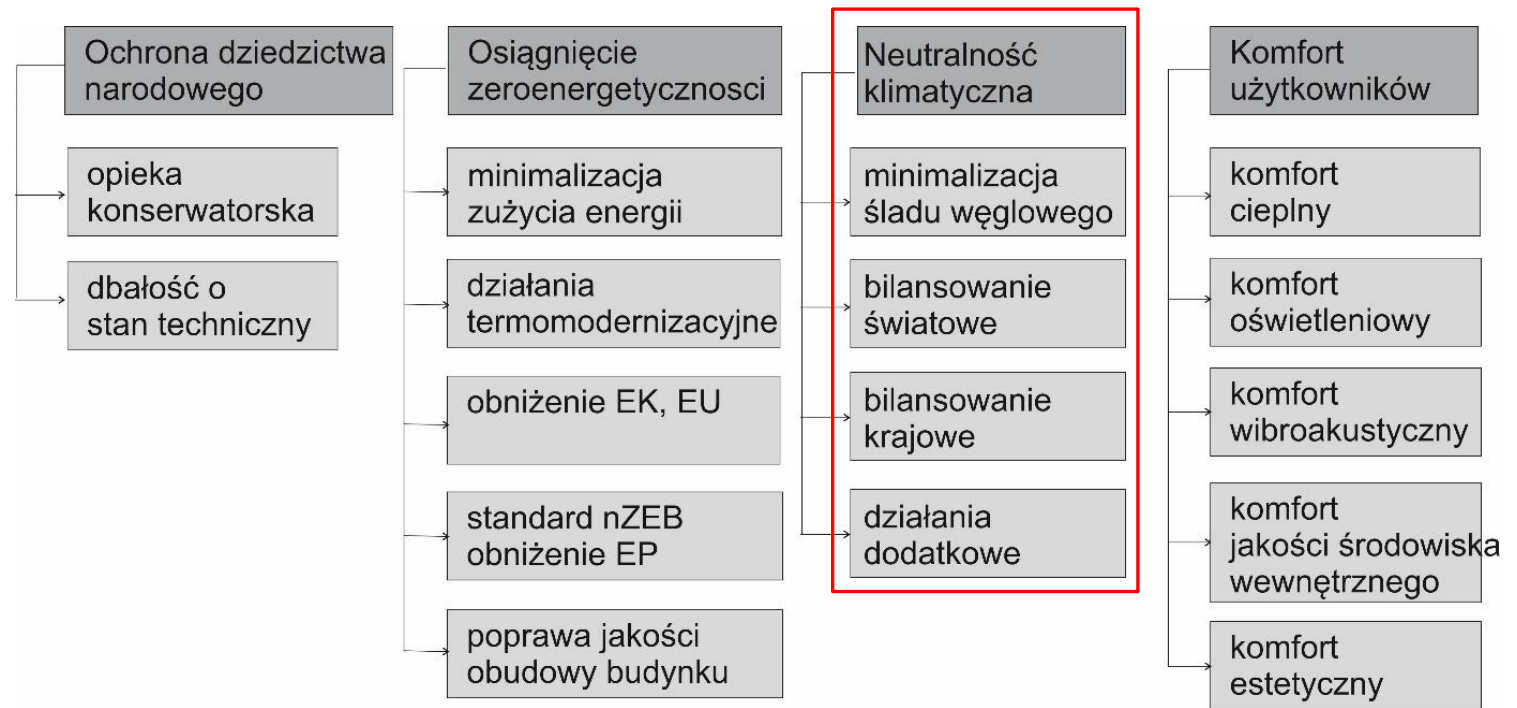 Ochrona dziedzictwa
narodowego
opieka
konserwatorska
dbałość o
stan techniczny
Osiągnięcie
zeroenergetycznosci
minimalizacja
zużycia energii
działania
termomodernizacyjne
obniżenie EK, EU
standard nZEB
obniżenie EP
poprawa jakości
obudowy budynku
Neutralność
klimatyczna
minimalizacja
śladu węglowego
bilansowanie
światowe
bilansowanie
krajowe
działania
dodatkowe
Komfort
użytkowników
komfort
cieplny
komfort
oświetleniowy
komfort
wibroakustyczny
komfort
jakości środowiska
wewnętrznego
komfort
estetyczny